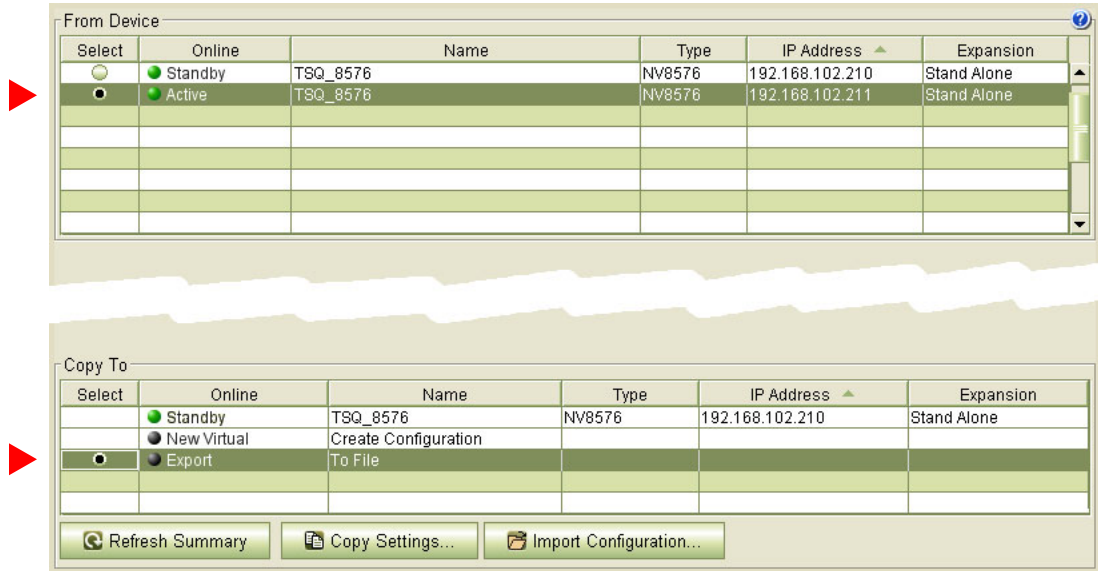 From Device
Select Online Name Type IP Address Expansion
Standby TSQ_8576 NV8576 192.168.102.210 Stand Alone
Active TSQ_8576 NV8576 192.168.102.211 Stand Alone
Copy To
Select Online Name Type IP Address Expansion
Standby TSQ_8576 NV8576 192.168.102.210 Stand Alone
New Virtual Create Configuration
Export To File
Refresh Summary Copy Settings... Import Configuration...